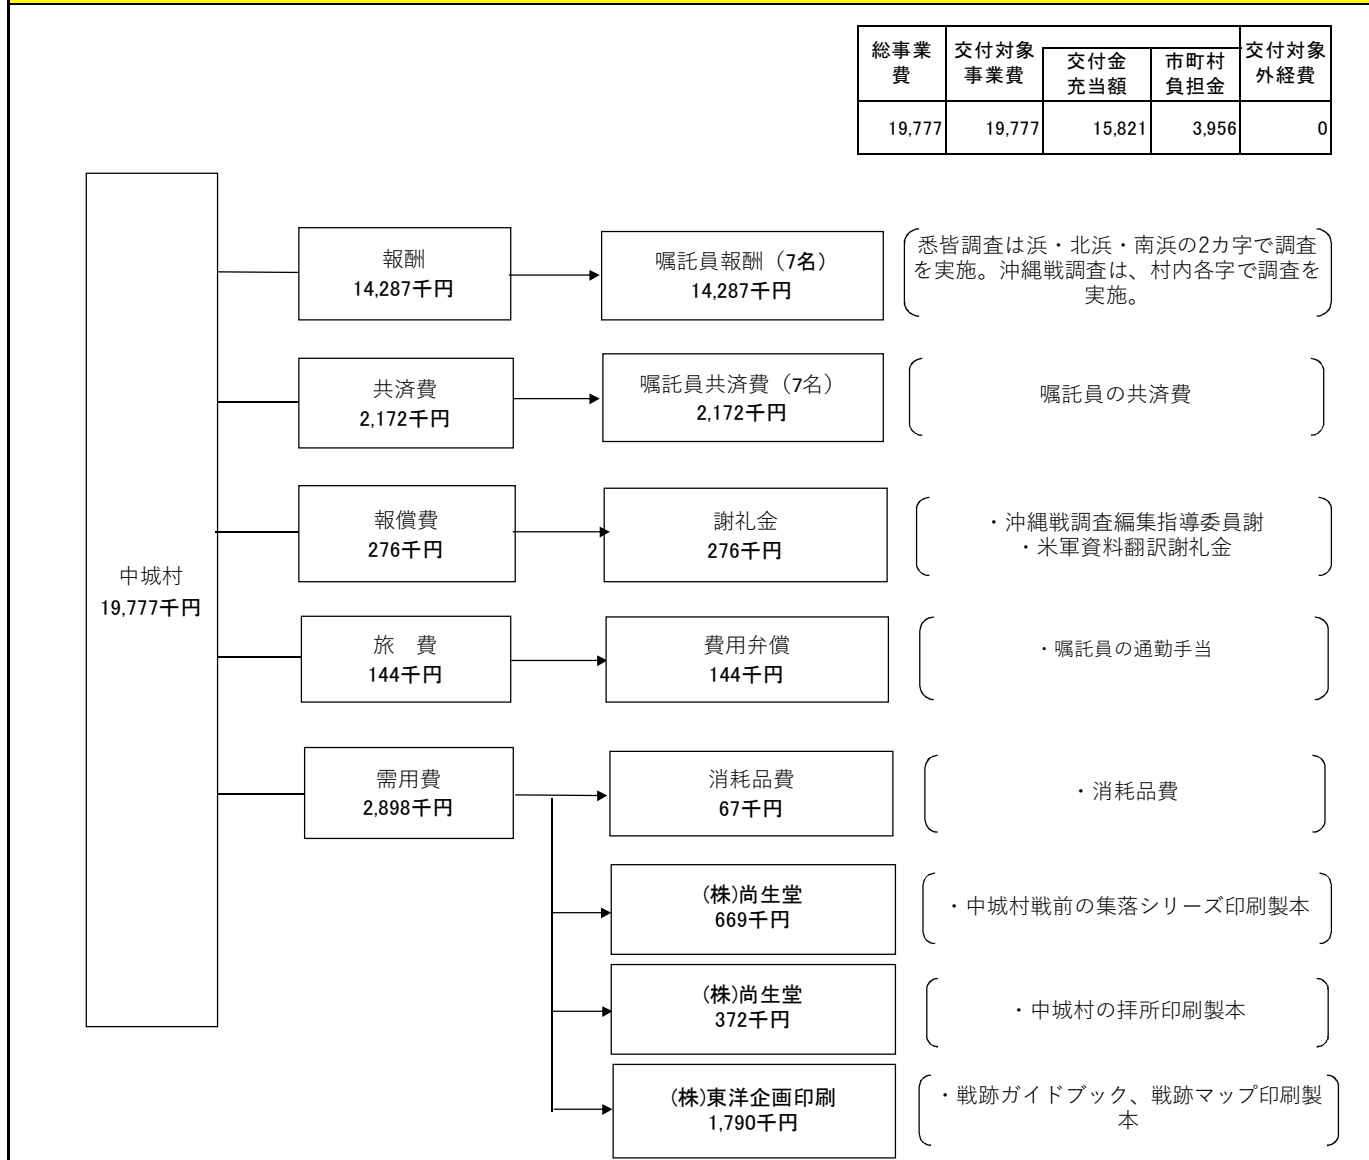 総事業
費
交付対象
事業費
交付金
充当額
市町村
負担金
交付対象
外経費
19,777
19,777
15,821
3,956
0
中城村
19,777千円
報酬
14,287千円
嘱託員報酬（7名）
14,287千円
悉皆調査は浜・北浜・南浜の2カ字で調査
を実施。沖縄戦調査は、村内各字で調査を
実施。
共済費
2,172千円
嘱託員共済費（7名）
2,172千円
嘱託員の共済費
報償費
276千円
謝礼金
276千円
・沖縄戦調査編集指導委員謝
・米軍資料翻訳謝礼金
旅　費
144千円
費用弁償
144千円
・嘱託員の通勤手当
需用費
2,898千円
消耗品費
67千円
・消耗品費
(株)尚生堂
669千円
・中城村戦前の集落シリーズ印刷製本
(株)尚生堂
372千円
・中城村の拝所印刷製本
(株)東洋企画印刷
1,790千円
・戦跡ガイドブック、戦跡マップ印刷製
本